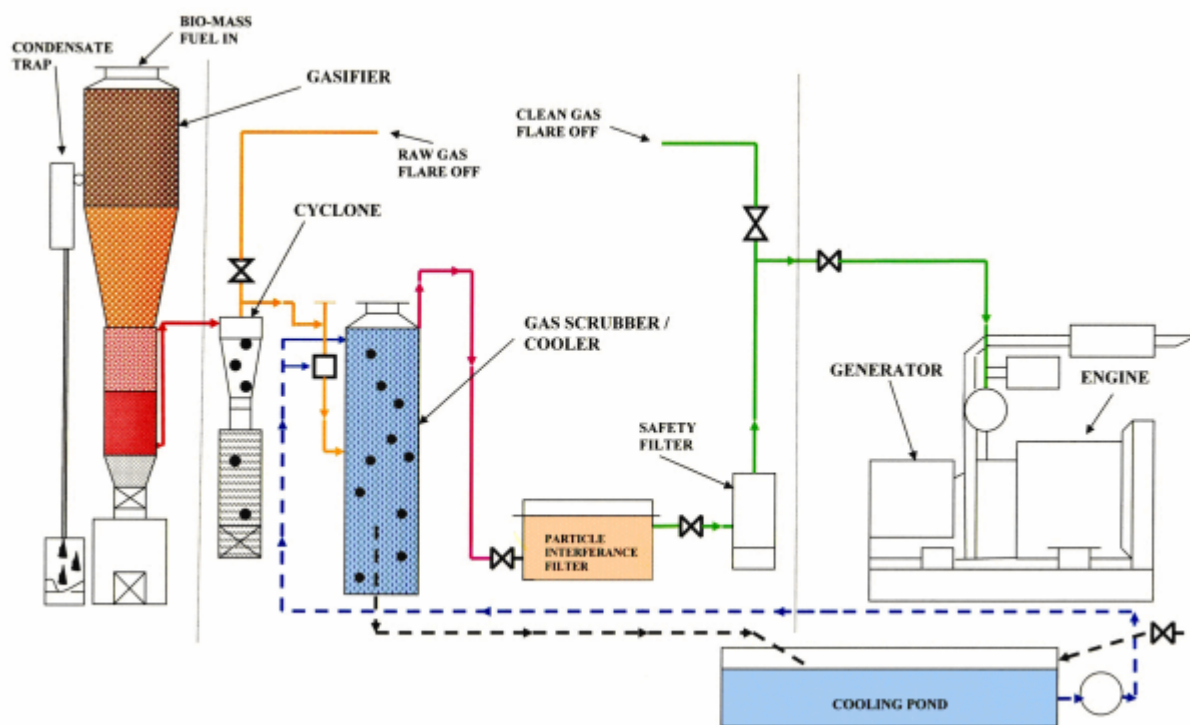 BIO-MASS
FUEL IN
CONDENSATE
TRAP
GASIFIER
CLEAN GAS
FLARE OFF
RAW GAS
FLARE OFF
CYCLONE
GAS SCRUBBER /
COOLER
GENERATOR
ENGINE
SAFETY
FILTER
PARTICLE
INTERFERANCE
FILTER
COOLING POND